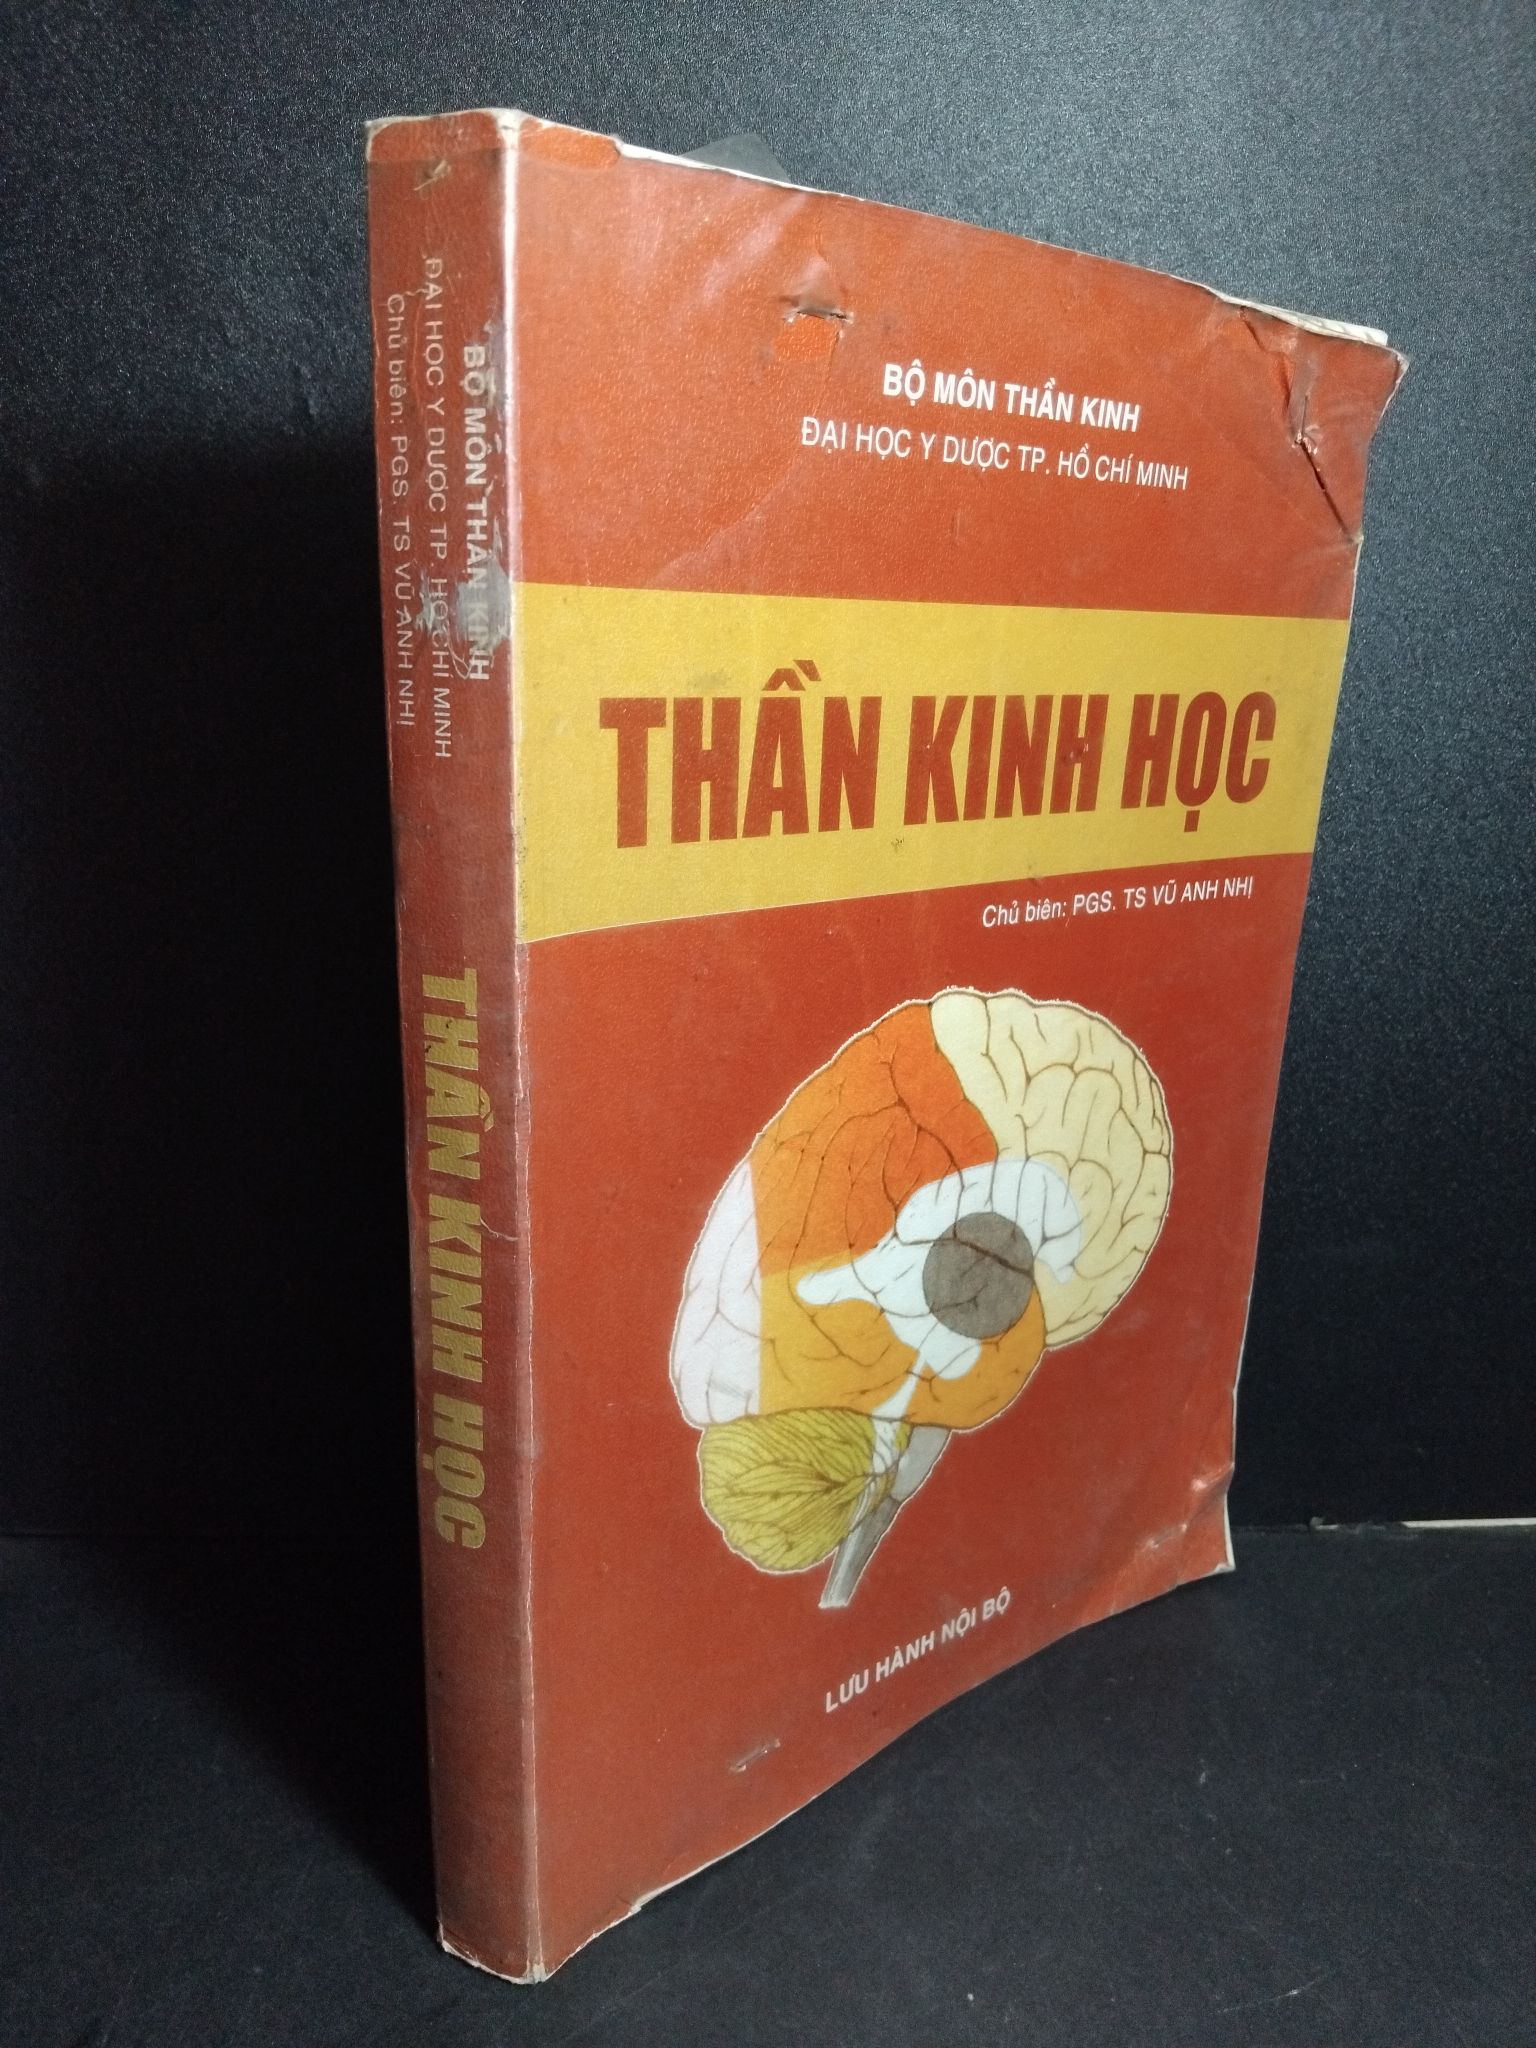 BỘ MÔN THẦN KINH
ĐẠI HỌC Y DƯỢC TP. HỒ CHÍ MINH
THẦN KINH HỌC
Chủ biên: PGS. TS VŨ ANH NHỊ
LƯU HÀNH NỘI BỘ
BỘ MÔN THẦN KINH
ĐẠI HỌC Y DƯỢC TP. HỒ CHÍ MINH
Chủ biên: PGS. TS VŨ ANH NHỊ
THẦN KINH HỌC